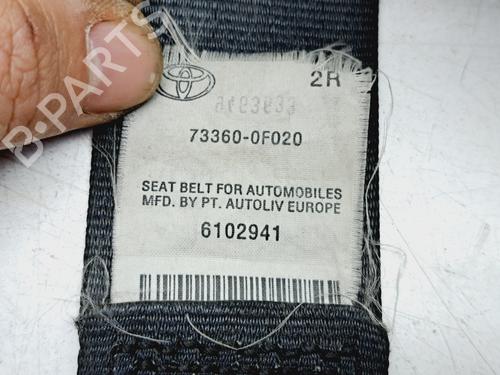 2R
73360-0F020
SEAT BELT FOR AUTOMOBILES
MFD. BY PT. AUTOLIV EUROPE
6102941
B-PARTS